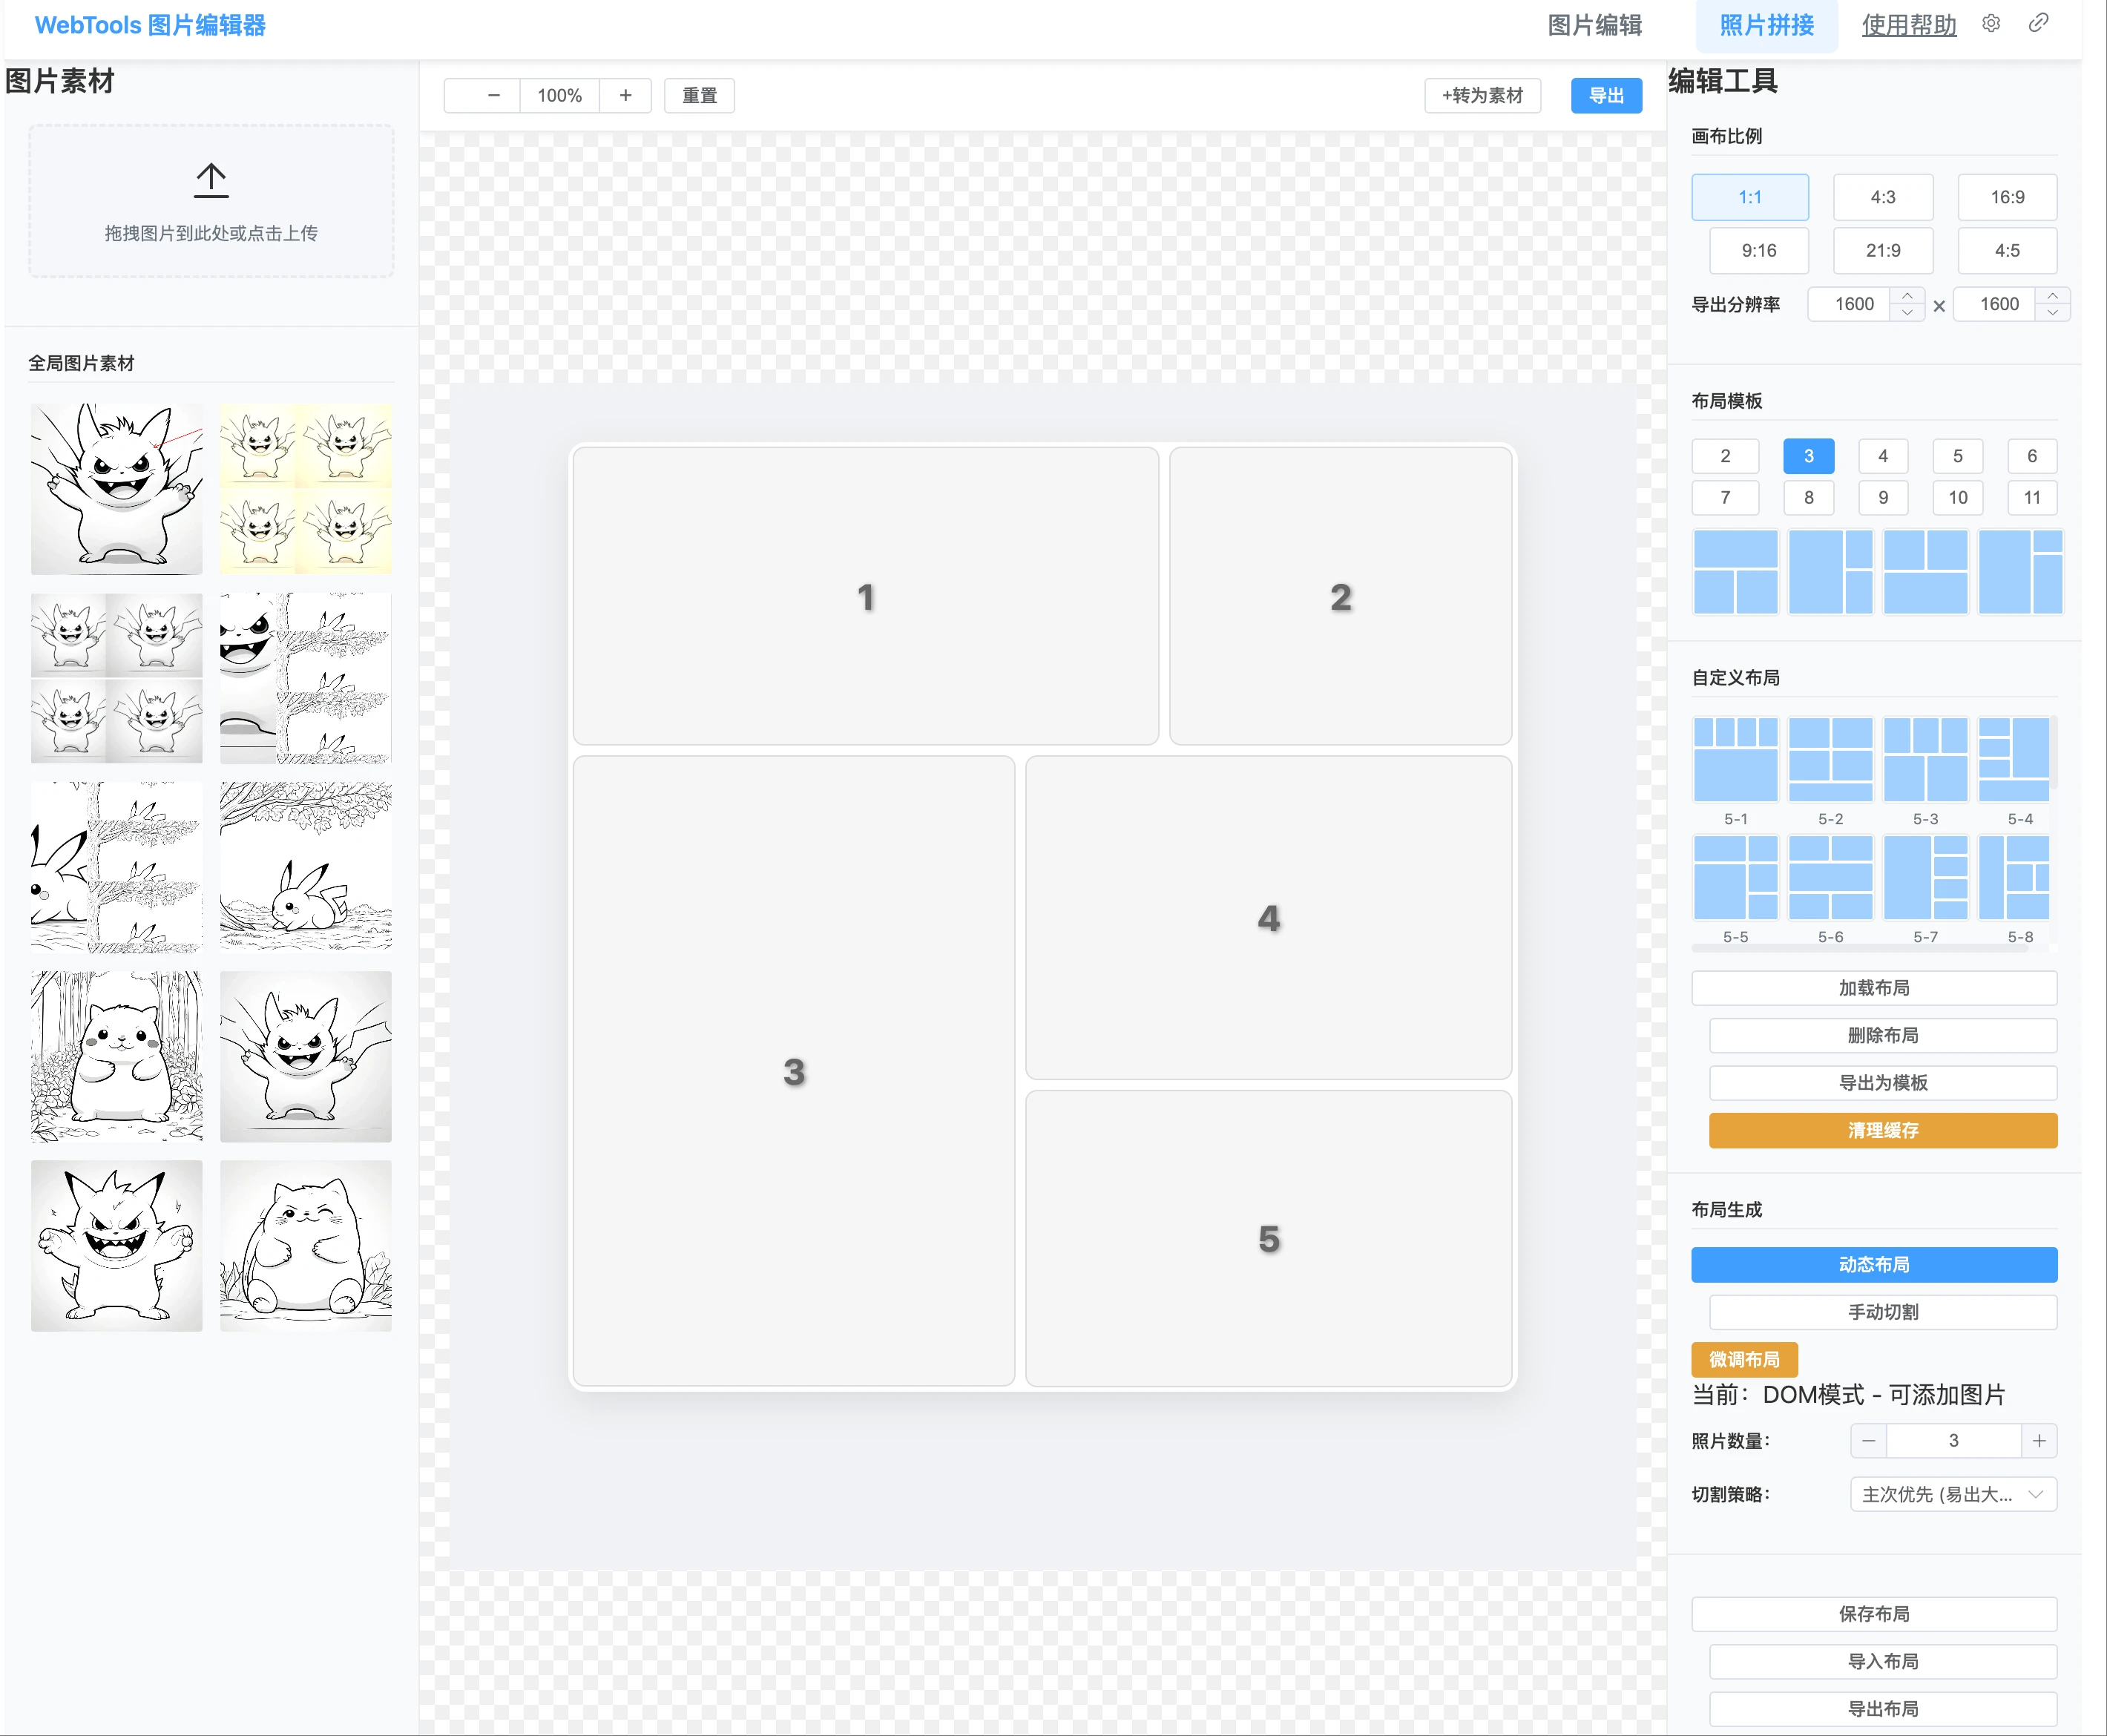 WebTools 图片编辑器
图片编辑
照片拼接
使用帮助
图片素材
拖拽图片到此处或点击上传
全局图片素材
100%
重置
+转为素材
导出
1
2
3
4
5
编辑工具
画布比例
1:1
4:3
16:9
9:16
21:9
4:5
导出分辨率
1600
×
1600
布局模板
2
3
4
5
6
7
8
9
10
11
自定义布局
5-1
5-2
5-3
5-4
5-5
5-6
5-7
5-8
加载布局
删除布局
导出为模板
清理缓存
布局生成
动态布局
手动切割
微调布局
当前：DOM模式 - 可添加图片
照片数量：
3
切割策略：
主次优先 (易出大...
保存布局
导入布局
导出布局